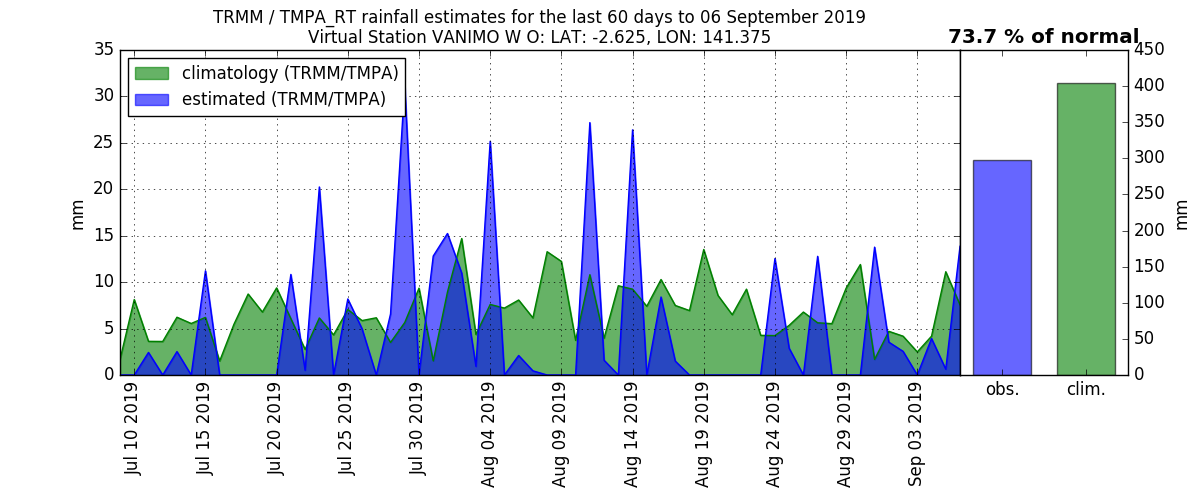 TRMM / TMPA_RT rainfall estimates for the last 60 days to 06 September 2019
Virtual Station VANIMO W O: LAT: -2.625, LON: 141.375
73.7 % of normal
climatology (TRMM/TMPA)
estimated (TRMM/TMPA)
35
30
25
20
15
10
5
0
mm
Jul 10 2019
Jul 15 2019
Jul 20 2019
Jul 25 2019
Jul 30 2019
Aug 04 2019
Aug 09 2019
Aug 14 2019
Aug 19 2019
Aug 24 2019
Aug 29 2019
Sep 03 2019
450
400
350
300
250
200
150
100
50
0
mm
obs.
clim.